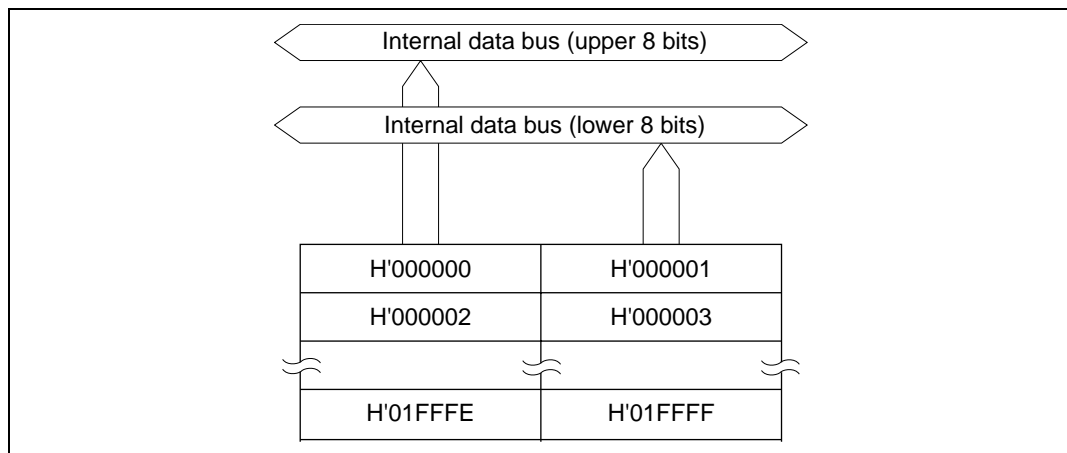 Internal data bus (upper 8 bits)
Internal data bus (lower 8 bits)
H'000000 H'000001
H'000002 H'000003
H'01FFFE H'01FFFF